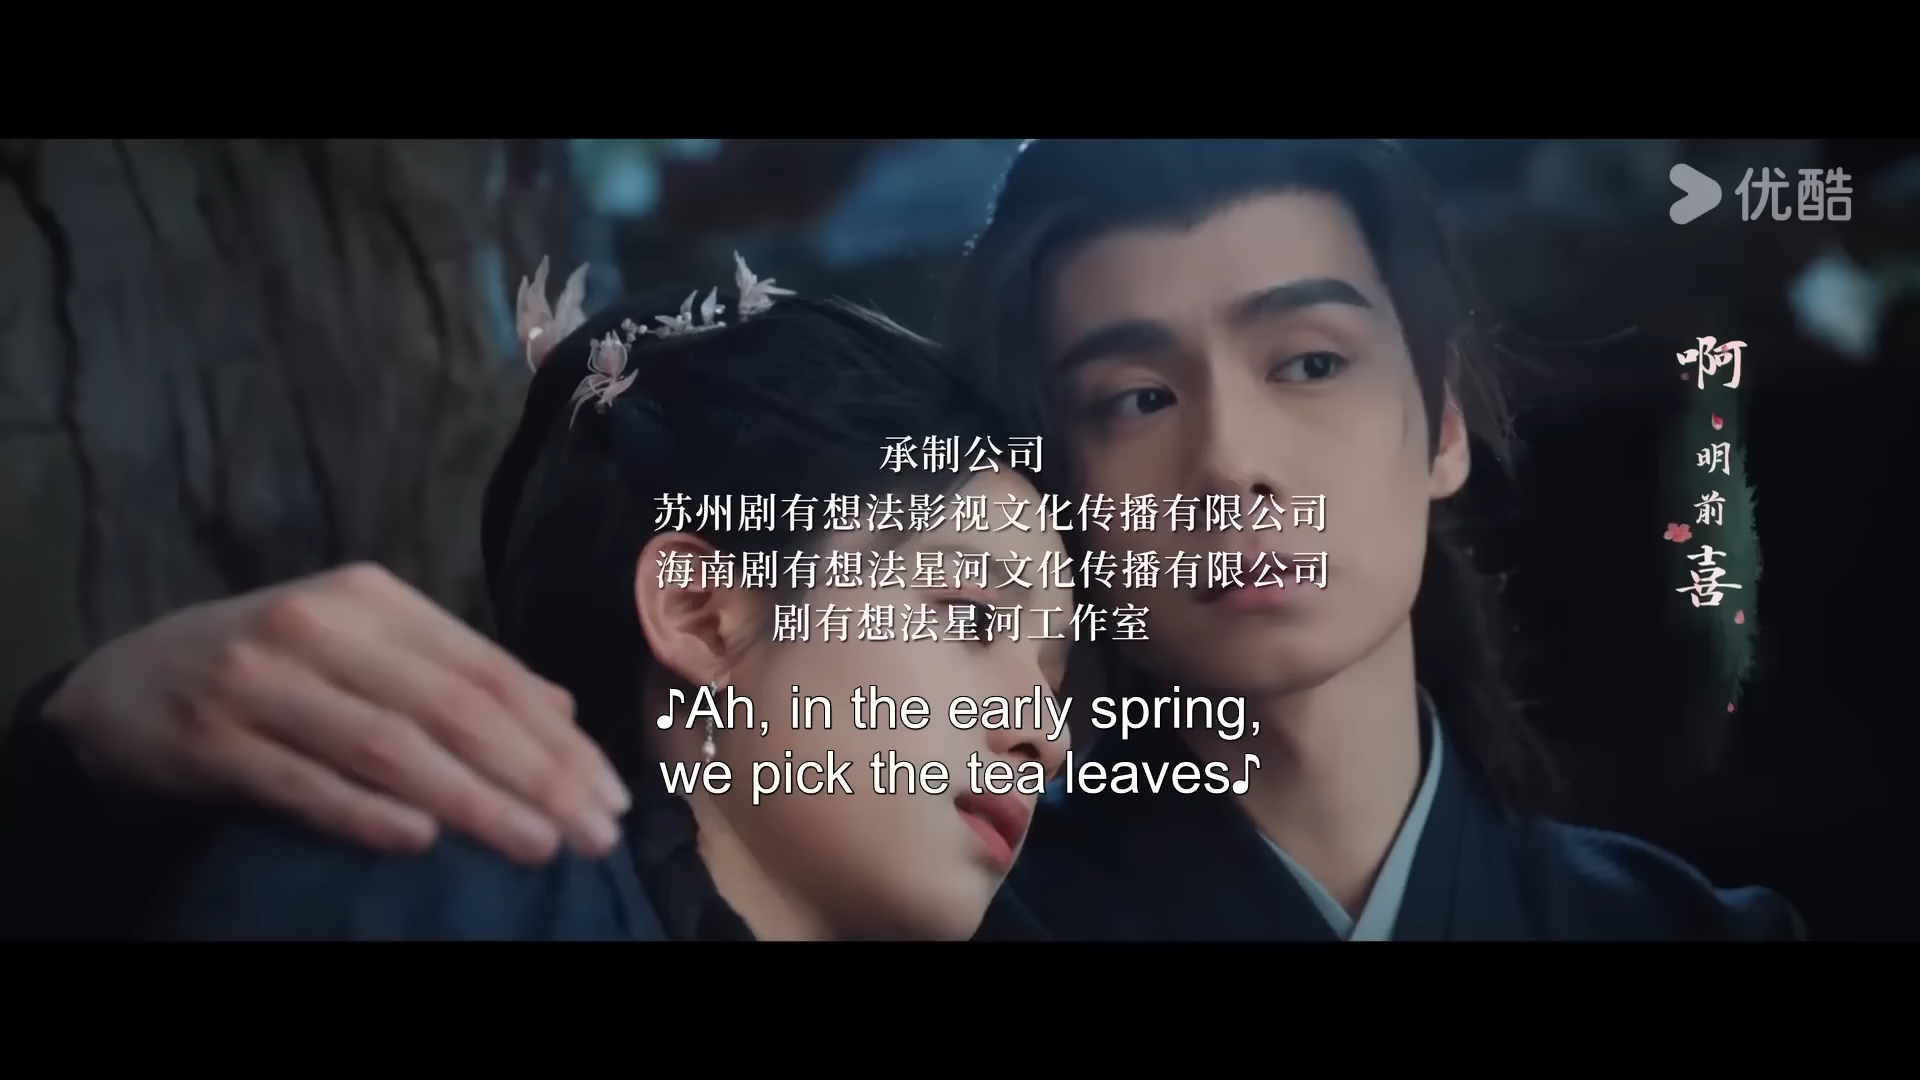 优酷
啊
明
前
喜
承制公司
苏州剧有想法影视文化传播有限公司
海南剧有想法星河文化传播有限公司
剧有想法星河工作室
♪Ah, in the early spring,
we pick the tea leaves♪